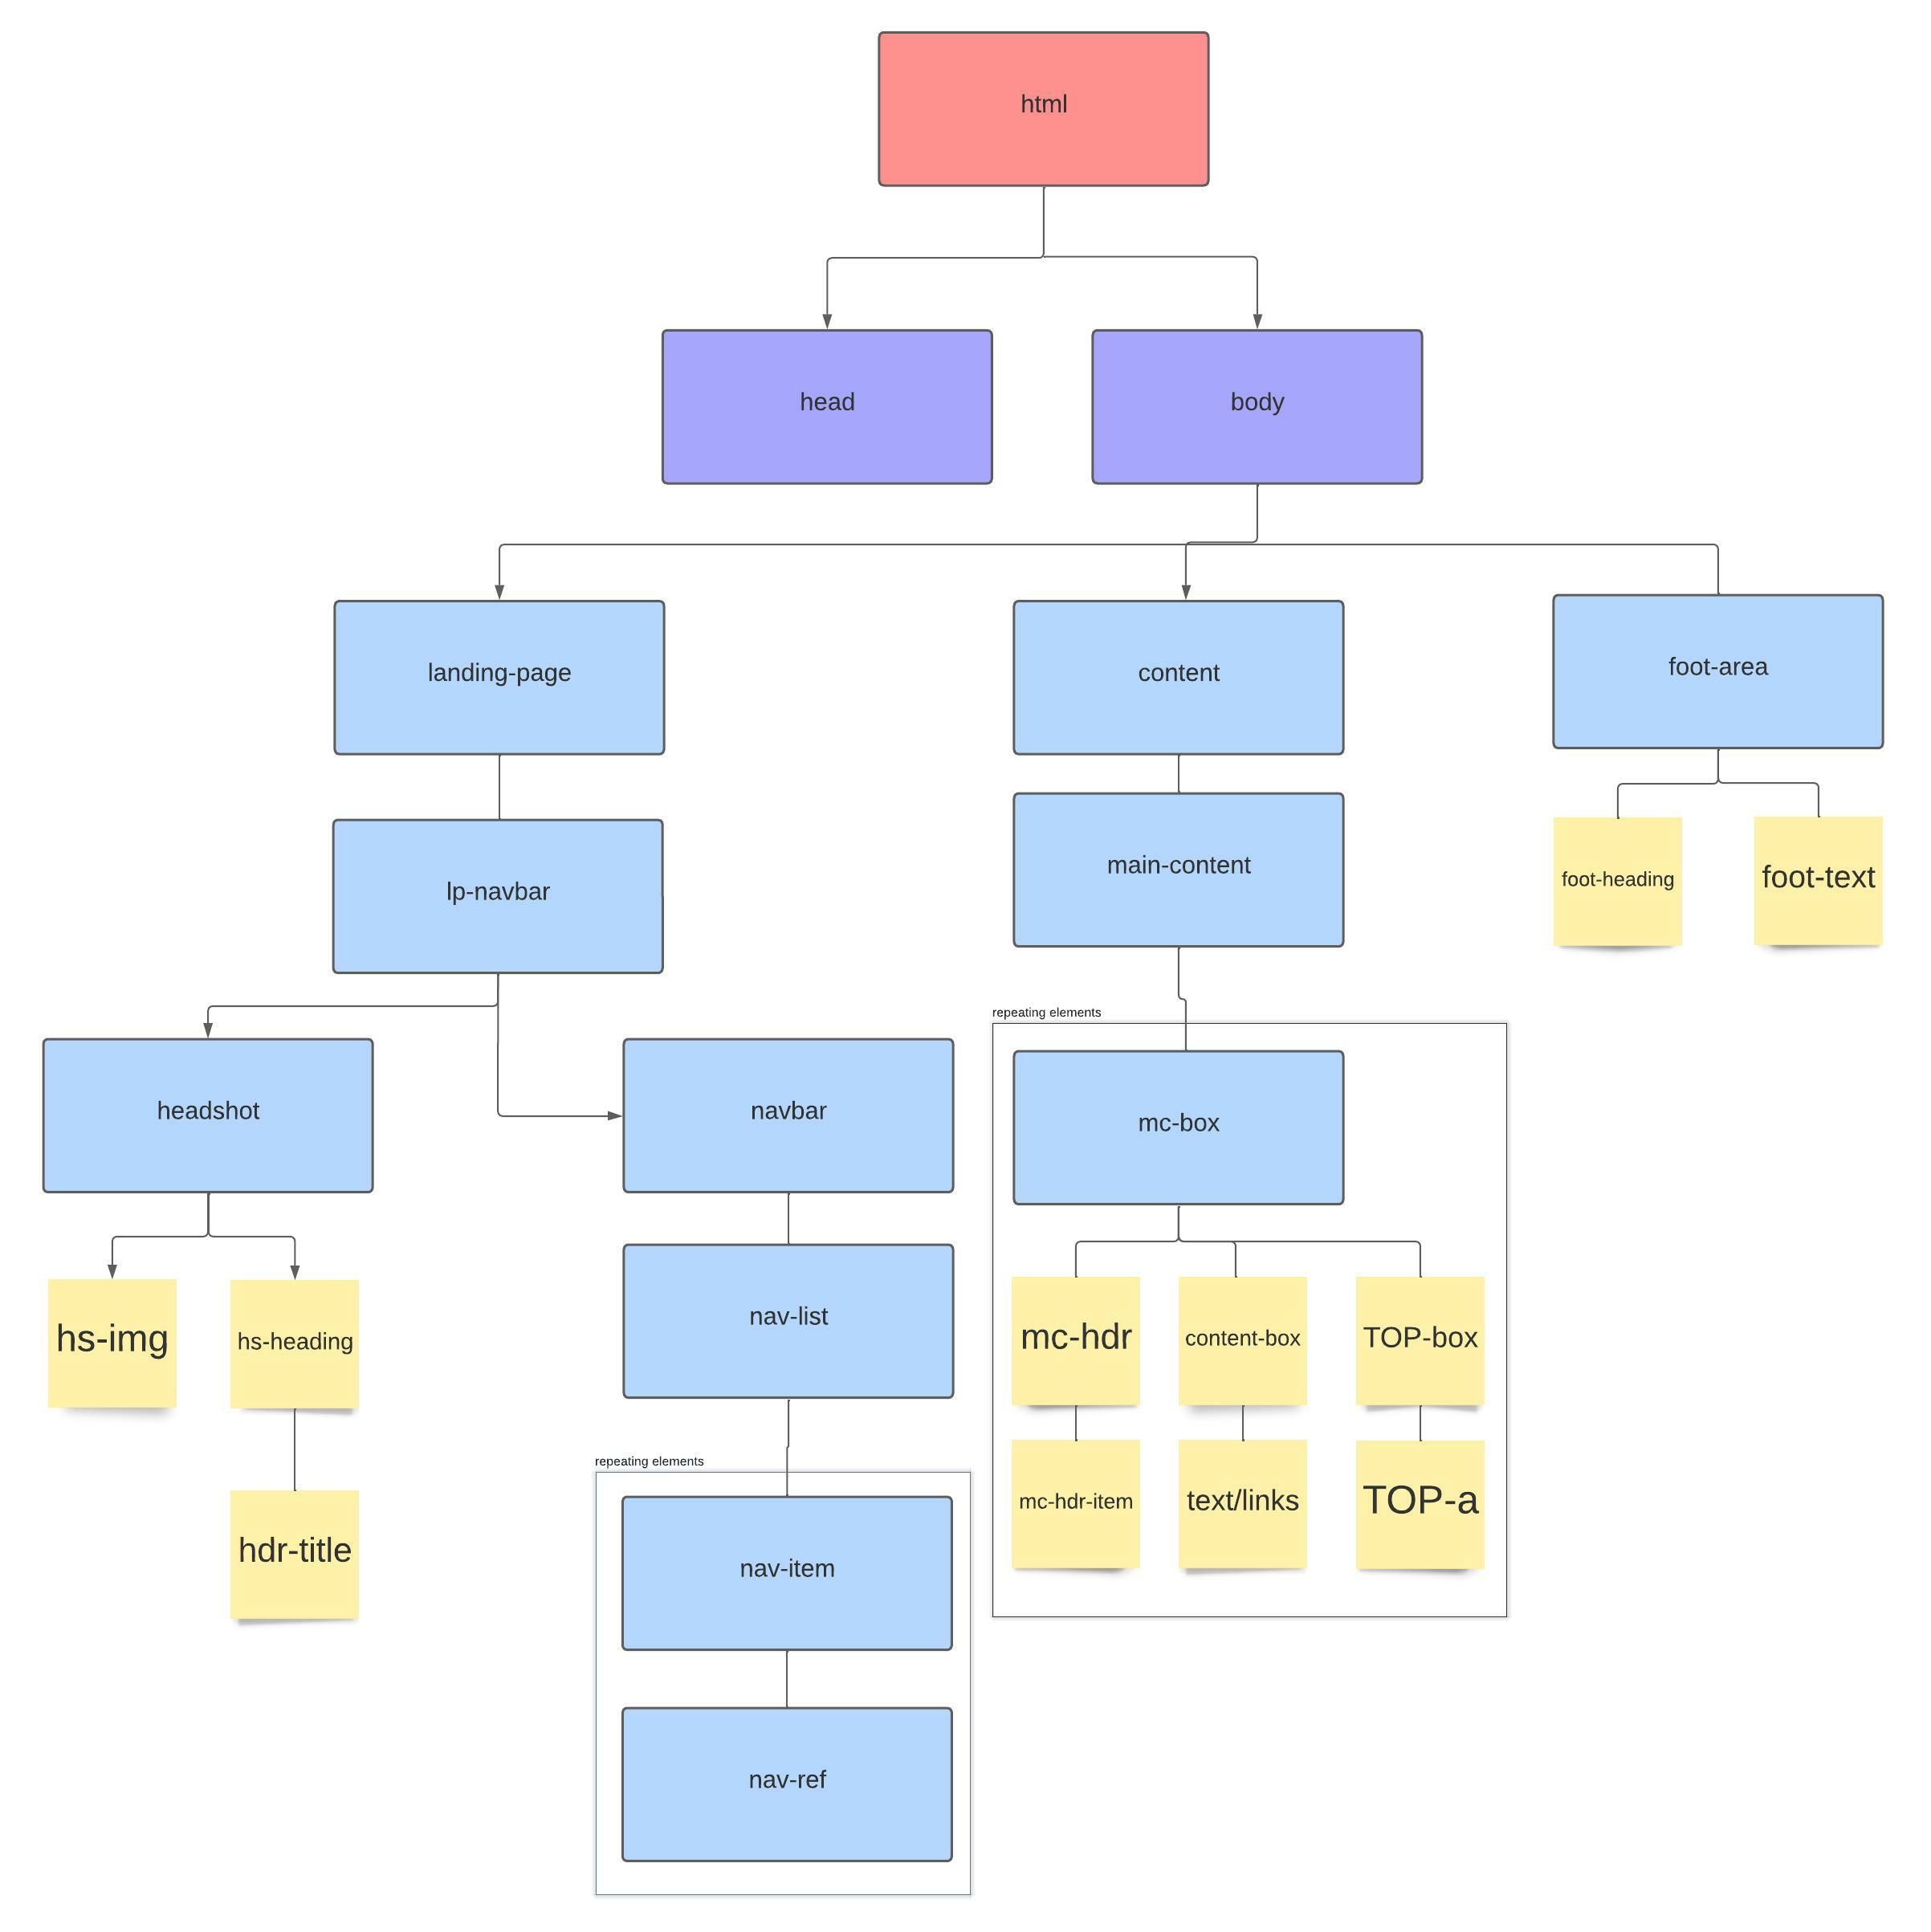 html
head
body
landing-page
content
foot-area
lp-navbar
main-content
foot-heading
foot-text
headshot
navbar
repeating elements
mc-box
hs-img
hs-heading
nav-list
mc-hdr
content-box
TOP-box
hdr-title
repeating elements
mc-hdr-item
text/links
TOP-a
nav-item
nav-ref